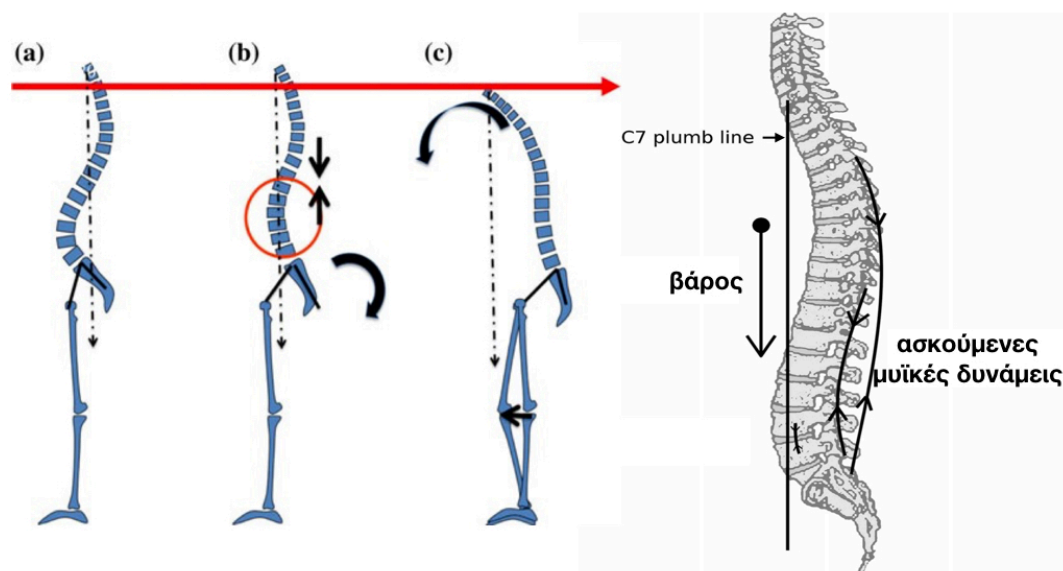 (a)
(b)
(c)
C7 plumb line
βάρος
ασκούμενες
μυϊκές δυνάμεις